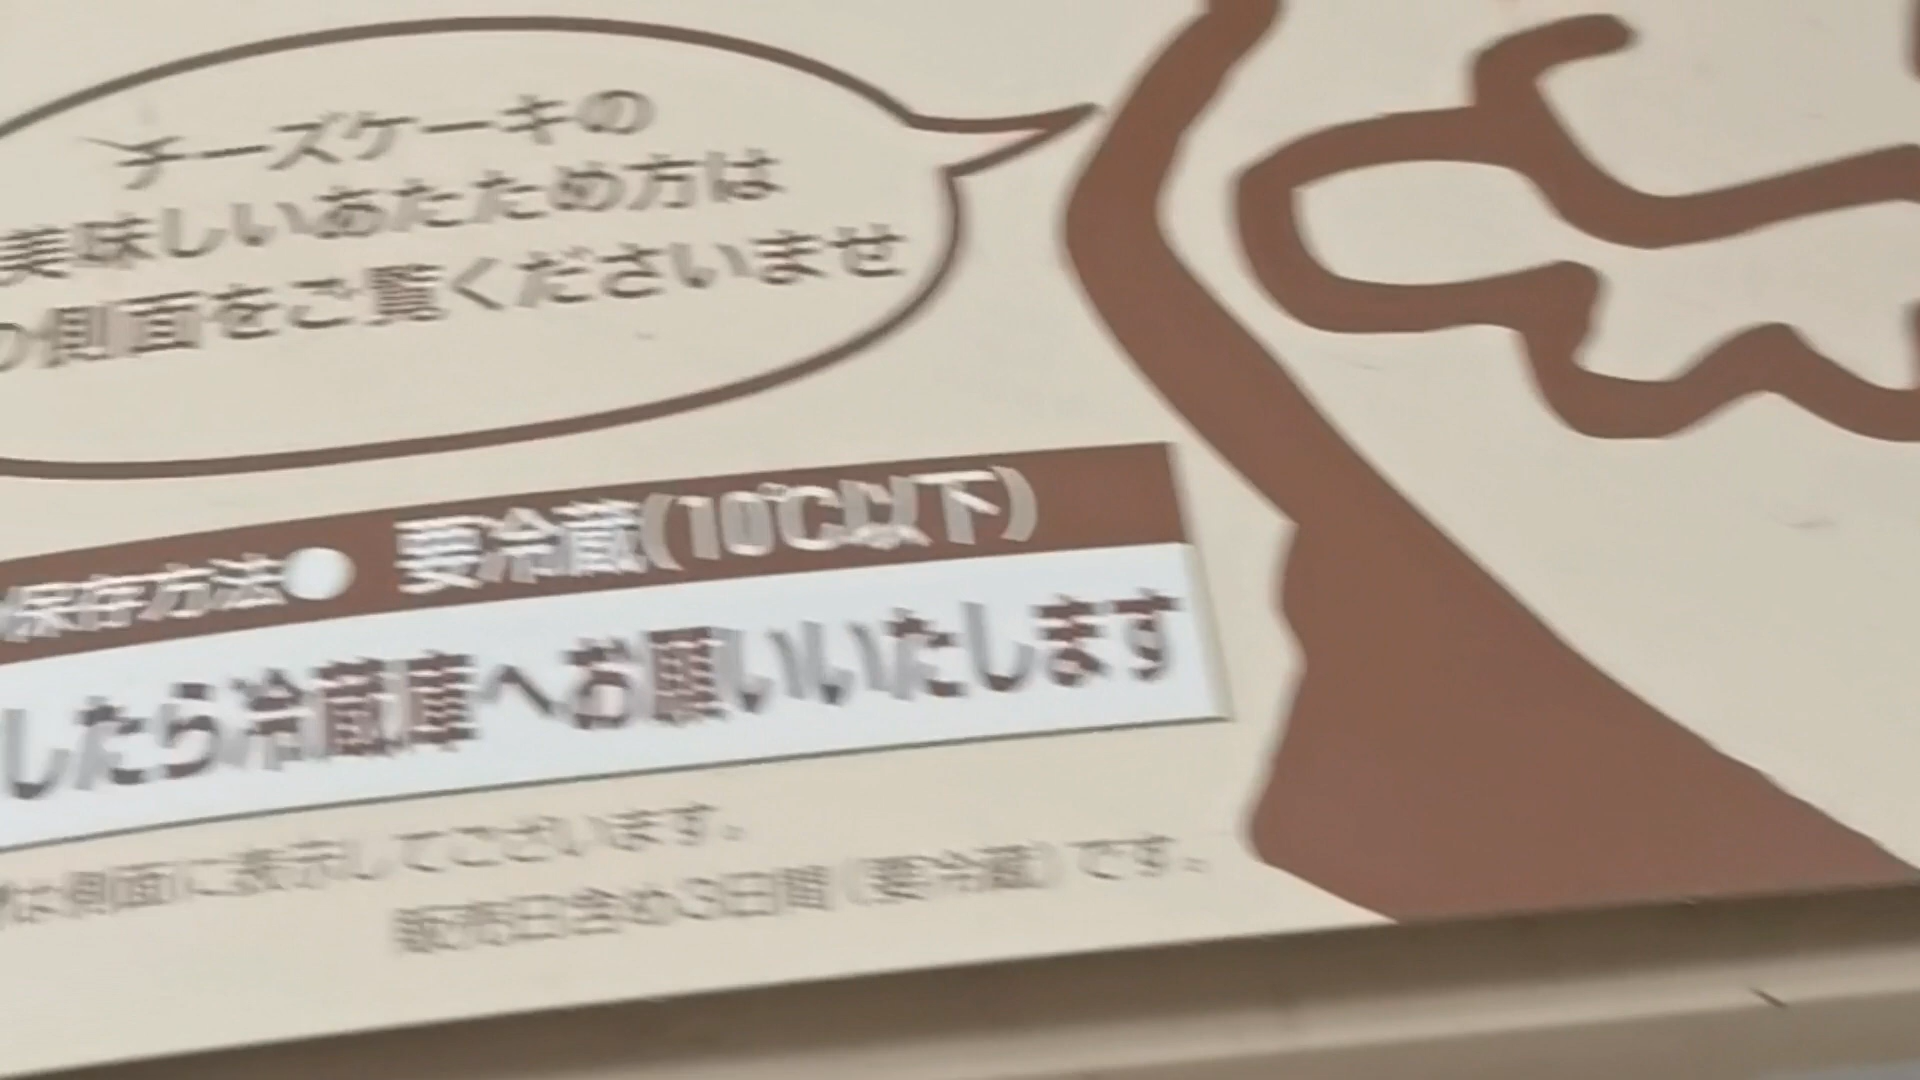 チーズケーキの
美味しいあたため方は
の側面をご覧くださいませ
保存方法● 要冷蔵(10℃以下)
したら冷蔵庫へお願いいたします
は側面に表示してございます。
販売日含め3日間(要冷蔵)です。